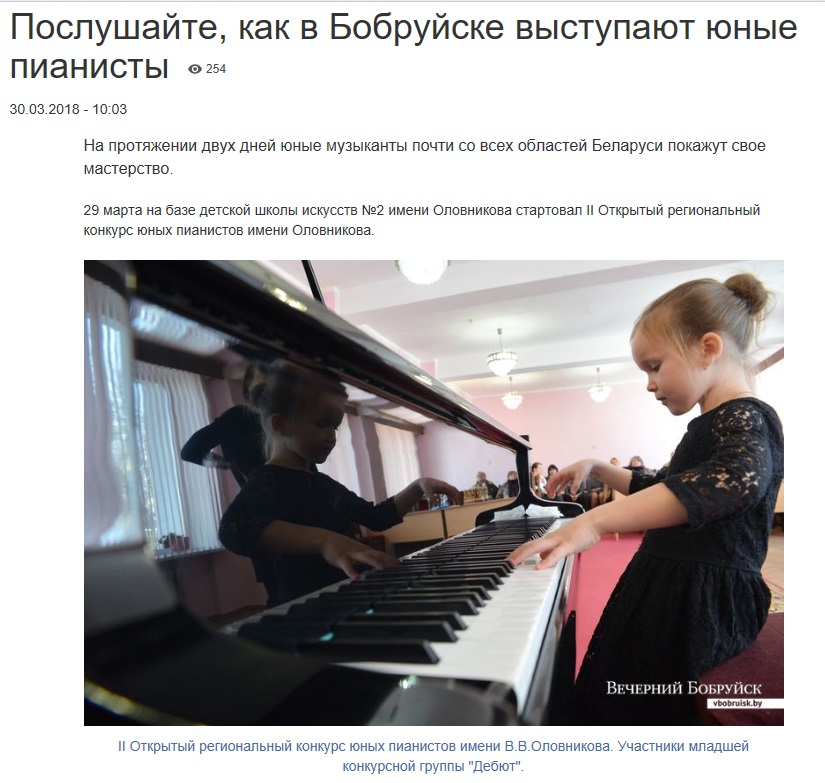 Послушайте, как в Бобруйске выступают юные
пианисты 254
30.03.2018 - 10:03
На протяжении двух дней юные музыканты почти со всех областей Беларуси покажут свое
мастерство.
29 марта на базе детской школы искусств №2 имени Оловникова стартовал II Открытый региональный
конкурс юных пианистов имени Оловникова.
Вечерний Бобруйск
vbobruisk.by
II Открытый региональный конкурс юных пианистов имени В.В.Оловникова. Участники младшей
конкурсной группы "Дебют".